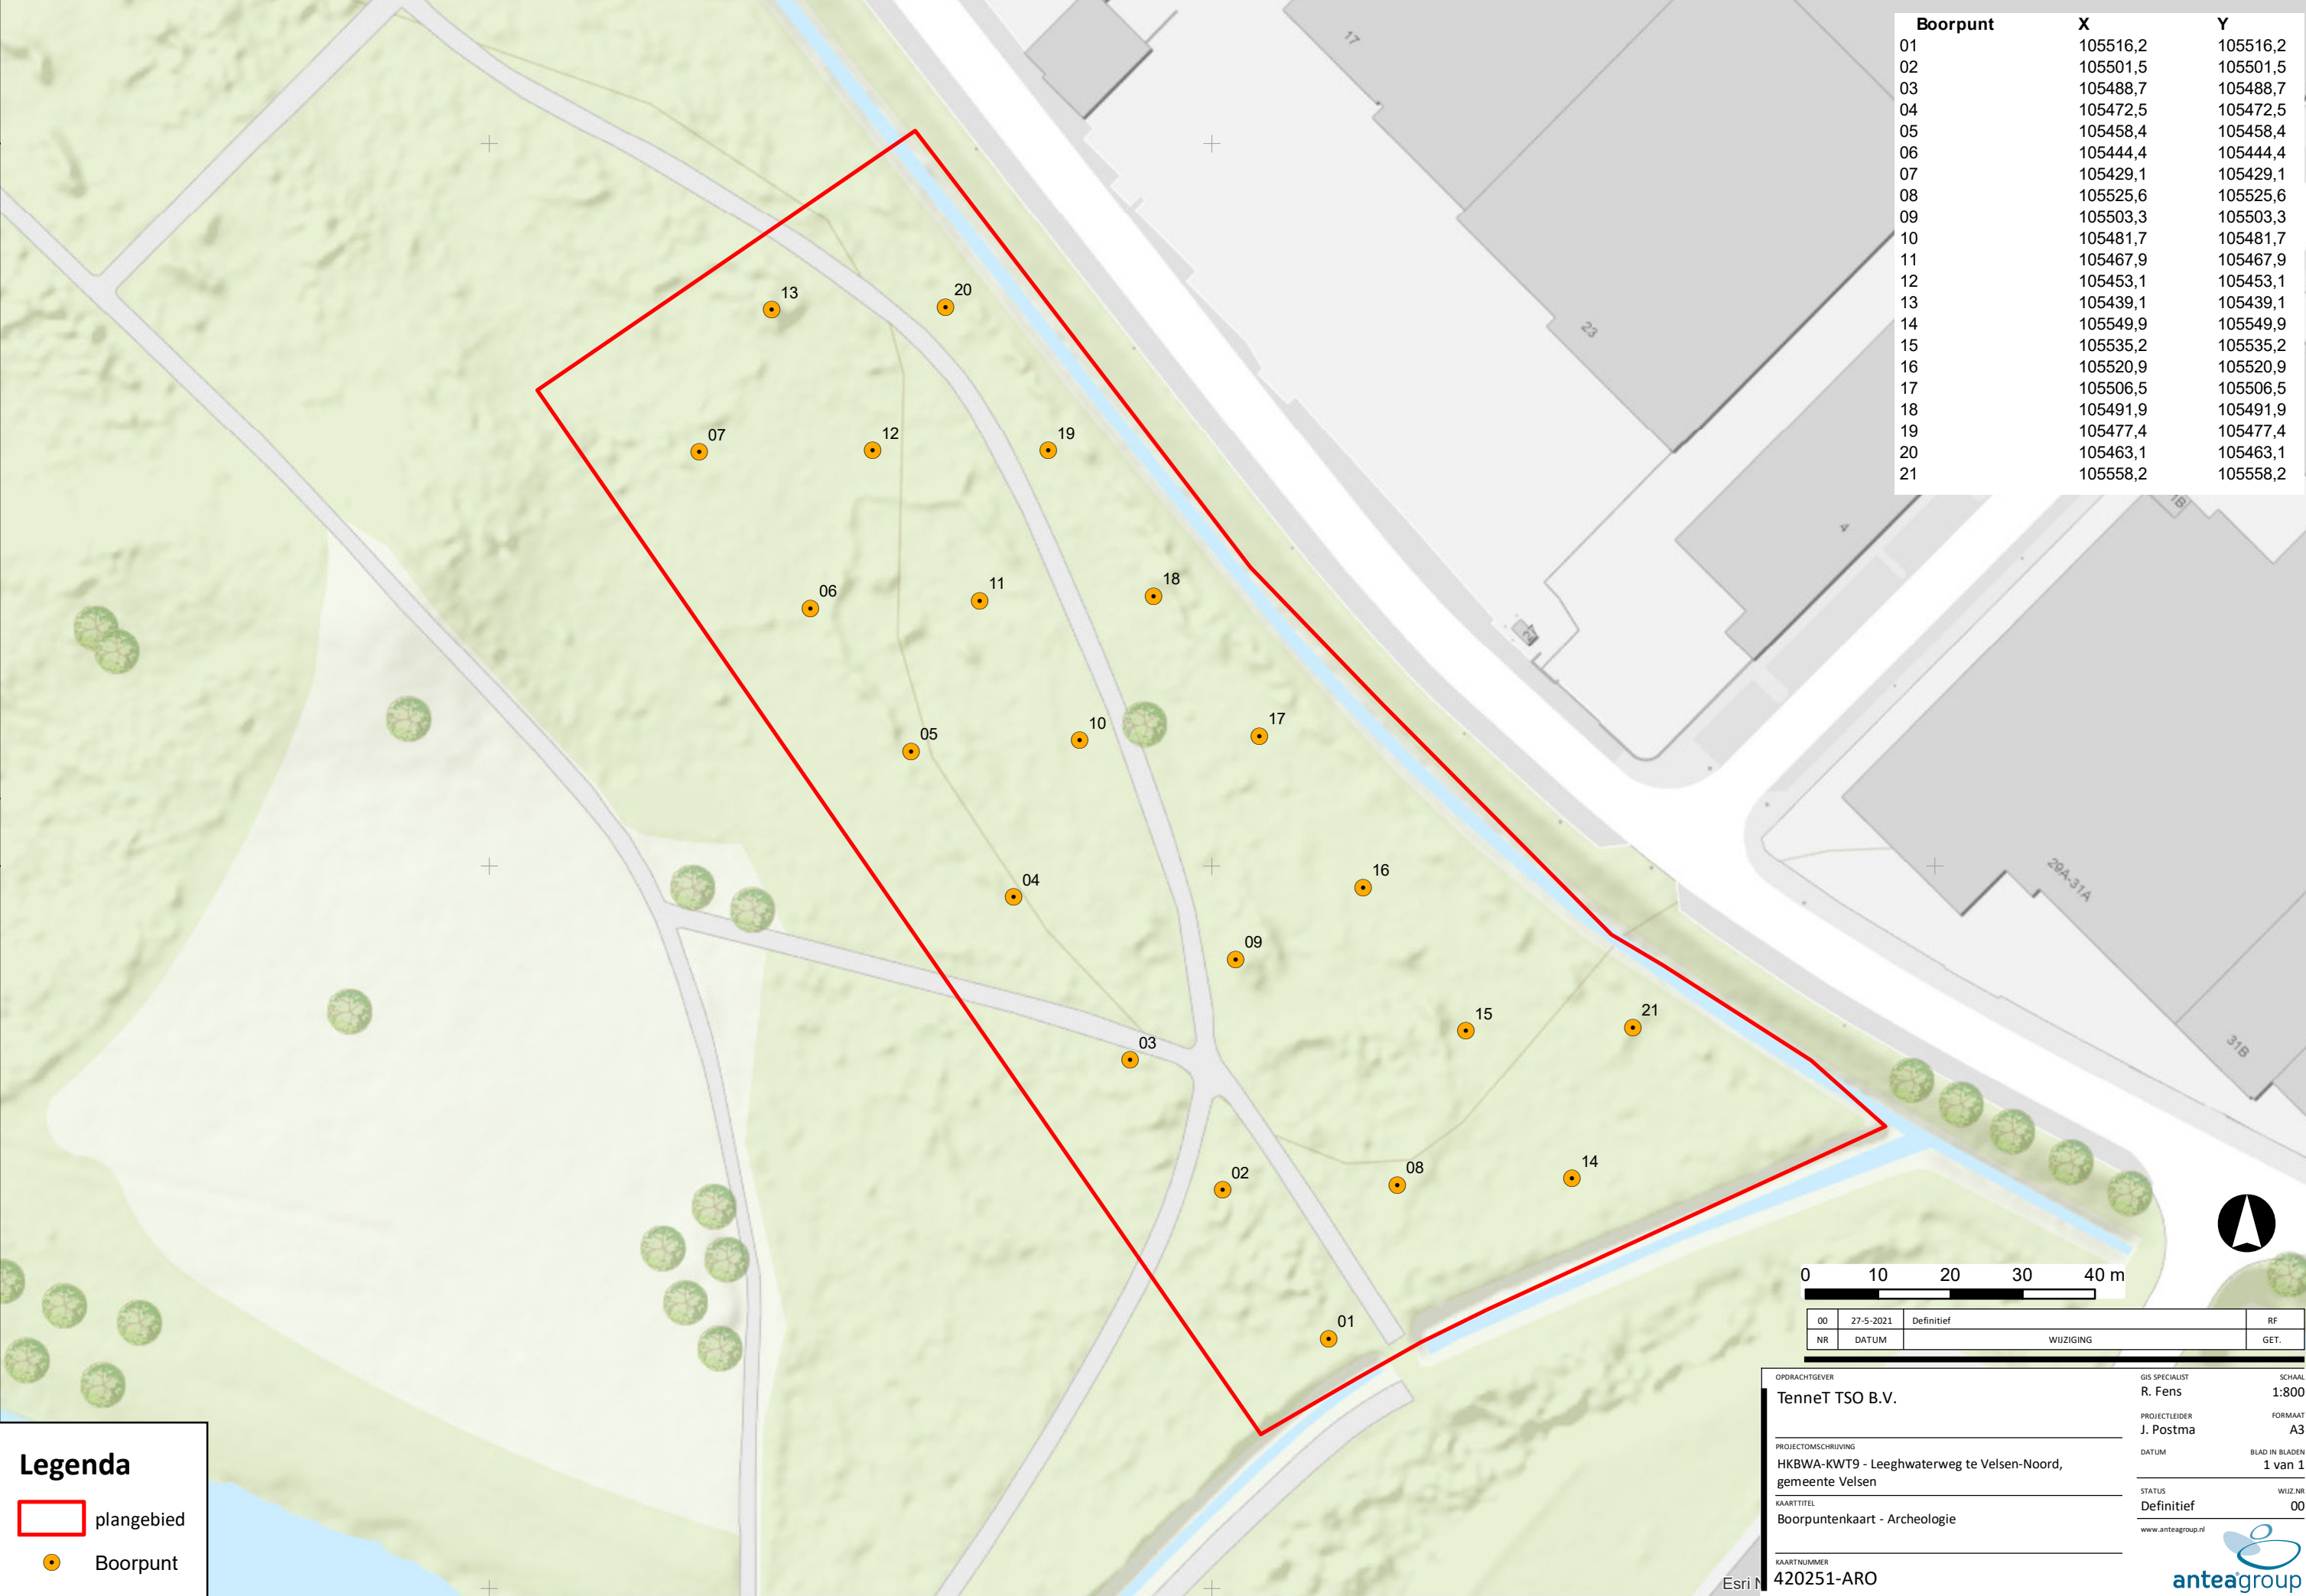 Boorpunt X Y
01 105516,2 105516,2
02 105501,5 105501,5
03 105488,7 105488,7
04 105472,5 105472,5
05 105458,4 105458,4
06 105444,4 105444,4
07 105429,1 105429,1
08 105525,6 105525,6
09 105503,3 105503,3
10 105481,7 105481,7
11 105467,9 105467,9
12 105453,1 105453,1
13 105439,1 105439,1
14 105549,9 105549,9
15 105535,2 105535,2
16 105520,9 105520,9
17 105506,5 105506,5
18 105491,9 105491,9
19 105477,4 105477,4
20 105463,1 105463,1
21 105558,2 105558,2
17
23
4
1B
24
29A-31A
31B
13
20
07
12
19
06
11
18
05
10
17
04
16
09
15
21
03
02
08
14
01
0 10 20 30 40 m
00 27-5-2021 Definitief RF
NR DATUM WIJZIGING GET.
OPDRACHTGEVER
TenneT TSO B.V.
PROJECTOMSCHRIJVING
HKBWA-KWT9 - Leeghwaterweg te Velsen-Noord,
gemeente Velsen
KAARTTITEL
Boorpuntenkaart - Archeologie
KAARTNUMMER
420251-ARO
GIS SPECIALIST SCHAAL
R. Fens 1:800
PROJECTLEIDER FORMAAT
J. Postma A3
DATUM BLAD IN BLADEN
1 van 1
STATUS WIJZ.NR
Definitief 00
www.anteagroup.nl
anteagroup
Esri
Legenda
plangebied
Boorpunt